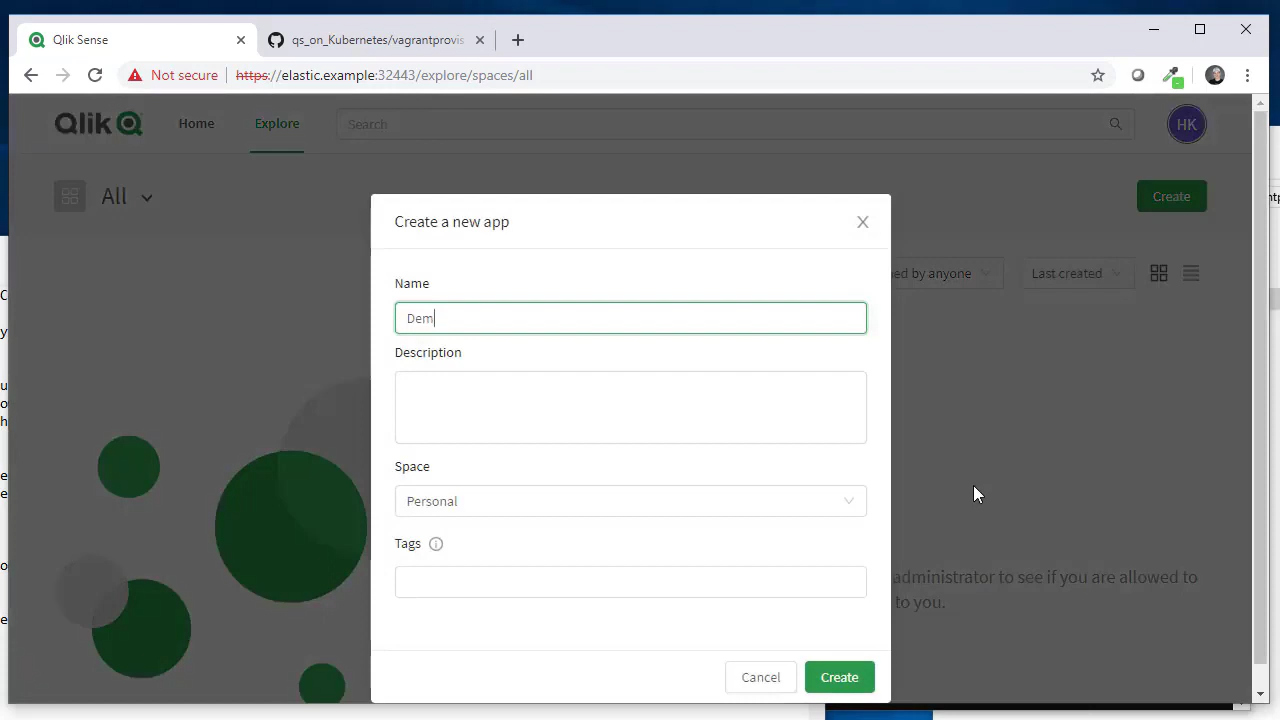 Qlik Sense
qs_on_Kubernetes/vagrantprovis
Not secure
https://elastic.example:32443/explore/spaces/all
Qlik
Home
Explore
Search
HK
All
Create
Create a new app
Name
Dem
ed by anyone
Last created
Description
Space
Personal
Tags
administrator to see if you are allowed to
to you.
Cancel
Create